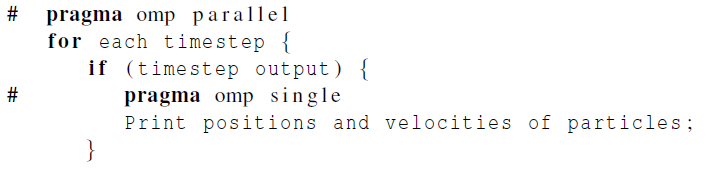 #  pragma omp parallel
   for each timestep {
      if (timestep output) {
#        pragma omp single
         Print positions and velocities of particles;
      }